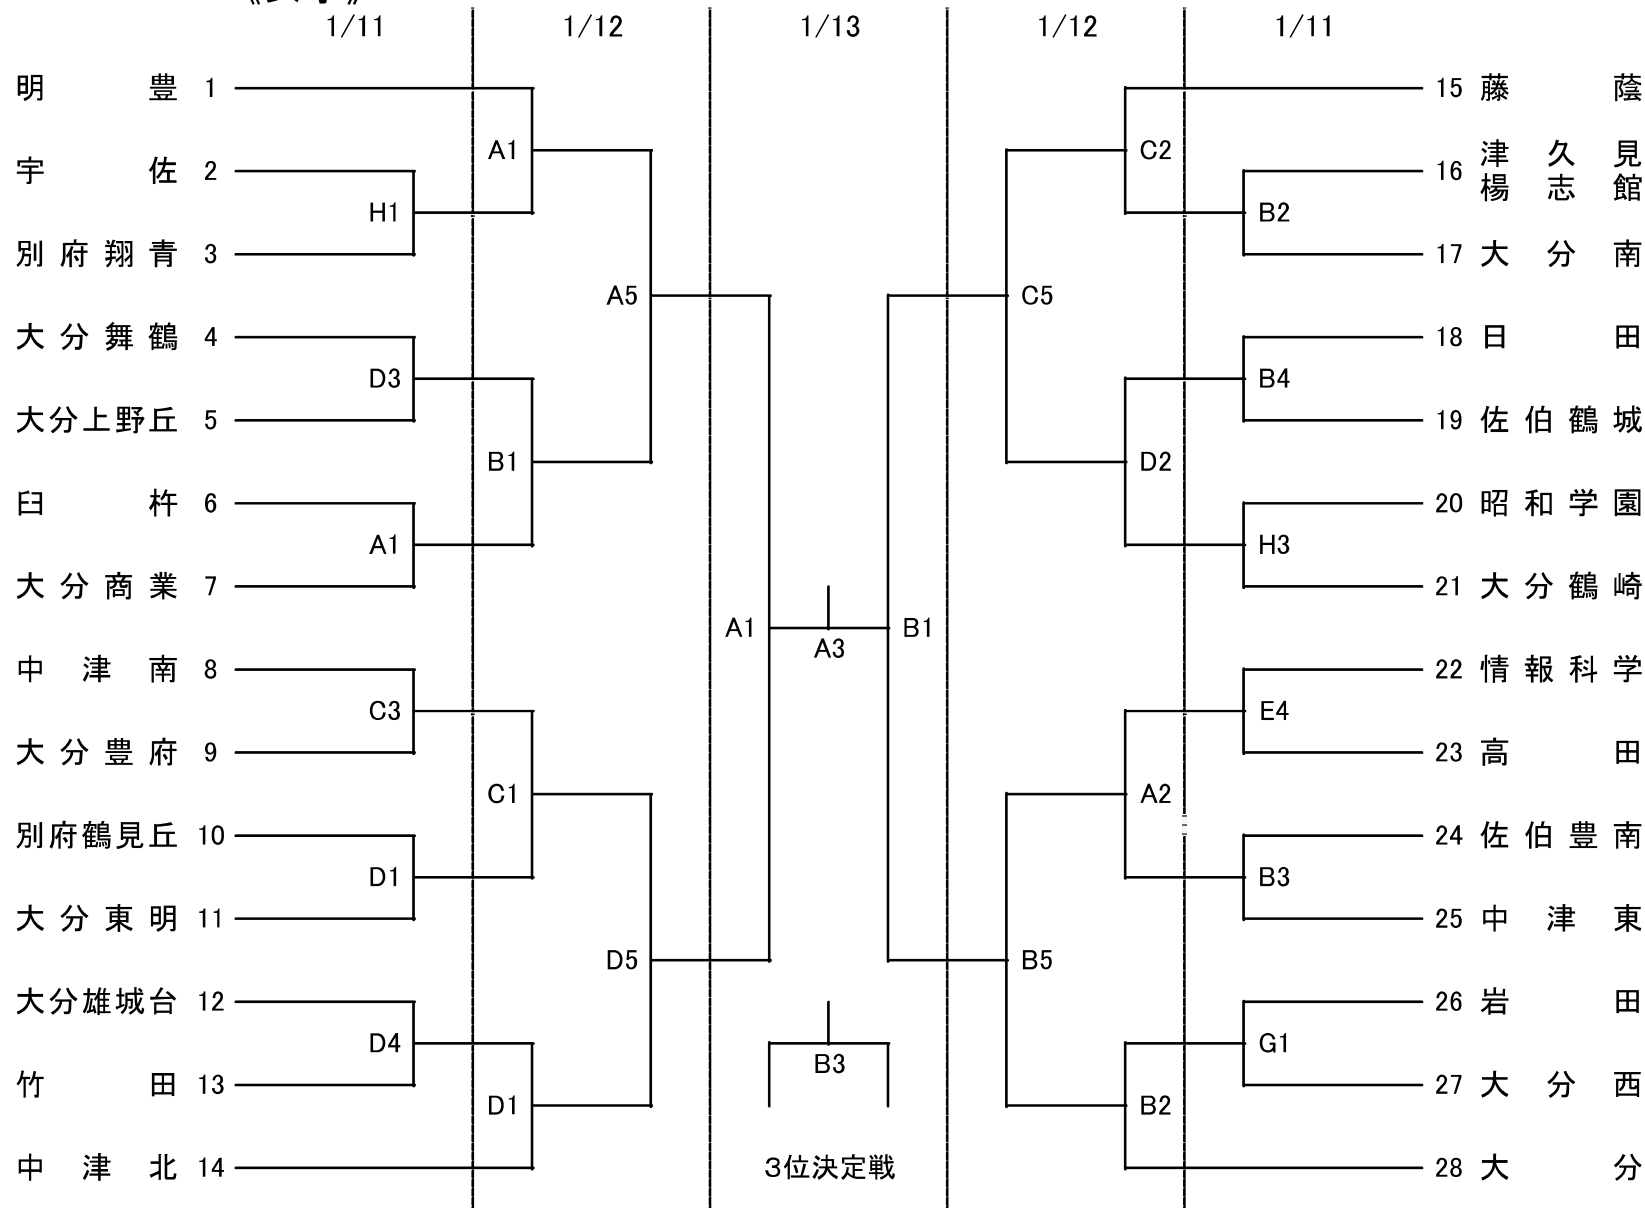 1/11 1/12 1/13 1/12 1/11
明豊 1
宇佐 2
別府翔青 3
大分舞鶴 4
大分上野丘 5
臼杵 6
大分商業 7
中津南 8
大分豊府 9
別府鶴見丘 10
大分東明 11
大分雄城台 12
竹田 13
中津北 14
H1
D3
A1
C3
D1
D4
A1
B1
C1
D1
A5
D5
A1
A3
B1
B3
3位決定戦
C5
B5
C2
D2
A2
B2
B2
B4
H3
E4
B3
G1
15 藤蔭
16 津久見
楊志館
17 大分南
18 日田
19 佐伯鶴城
20 昭和学園
21 大分鶴崎
22 情報科学
23 高田
24 佐伯豊南
25 中津東
26 岩田
27 大分西
28 大分